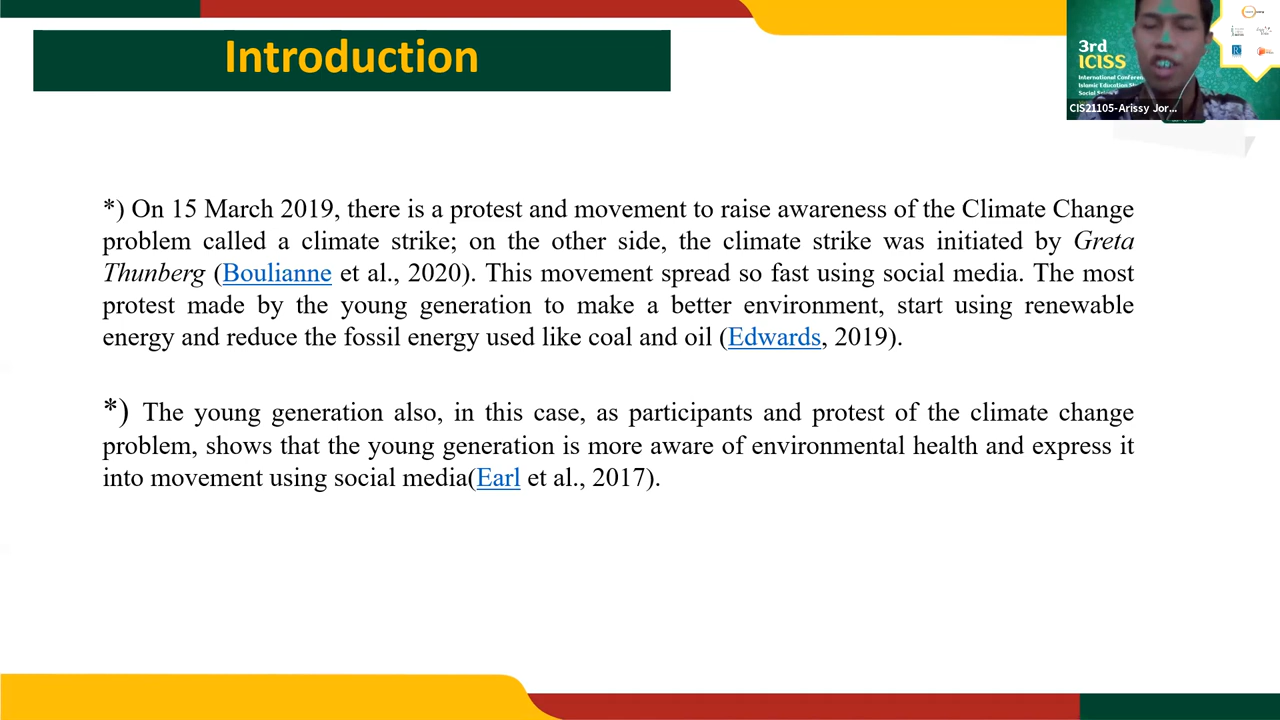 Introduction
3rd
ICISS
International Conferen
Islamic Education St
Social Scien
CIS21105-Arissy Jor...
*) On 15 March 2019, there is a protest and movement to raise awareness of the Climate Change
problem called a climate strike; on the other side, the climate strike was initiated by Greta
Thunberg (Boulianne et al., 2020). This movement spread so fast using social media. The most
protest made by the young generation to make a better environment, start using renewable
energy and reduce the fossil energy used like coal and oil (Edwards, 2019).
*) The young generation also, in this case, as participants and protest of the climate change
problem, shows that the young generation is more aware of environmental health and express it
into movement using social media(Earl et al., 2017).